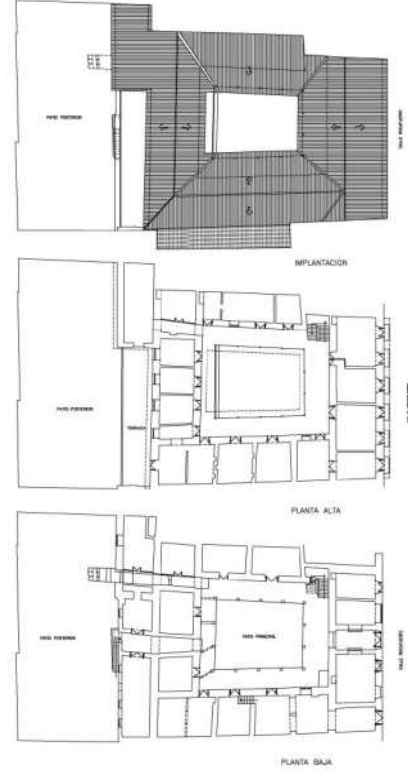 PATIO POSTERIOR
IMPLANTACION
PATIO POSTERIOR
TERRAZA
PLANTA ALTA
PATIO POSTERIOR
PATIO PRINCIPAL
PLANTA BAJA